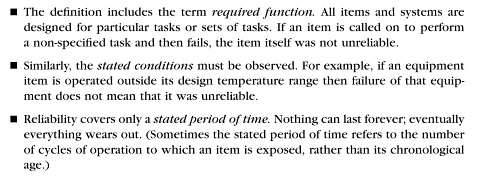 ■ The definition includes the term required function. All items and systems are
designed for particular tasks or sets of tasks. If an item is called on to perform
a non-specified task and then fails, the item itself was not unreliable.
■ Similarly, the stated conditions must be observed. For example, if an equipment
item is operated outside its design temperature range then failure of that equip-
ment does not mean that it was unreliable.
■ Reliability covers only a stated period of time. Nothing can last forever; eventually
everything wears out. (Sometimes the stated period of time refers to the number
of cycles of operation to which an item is exposed, rather than its chronological
age.)